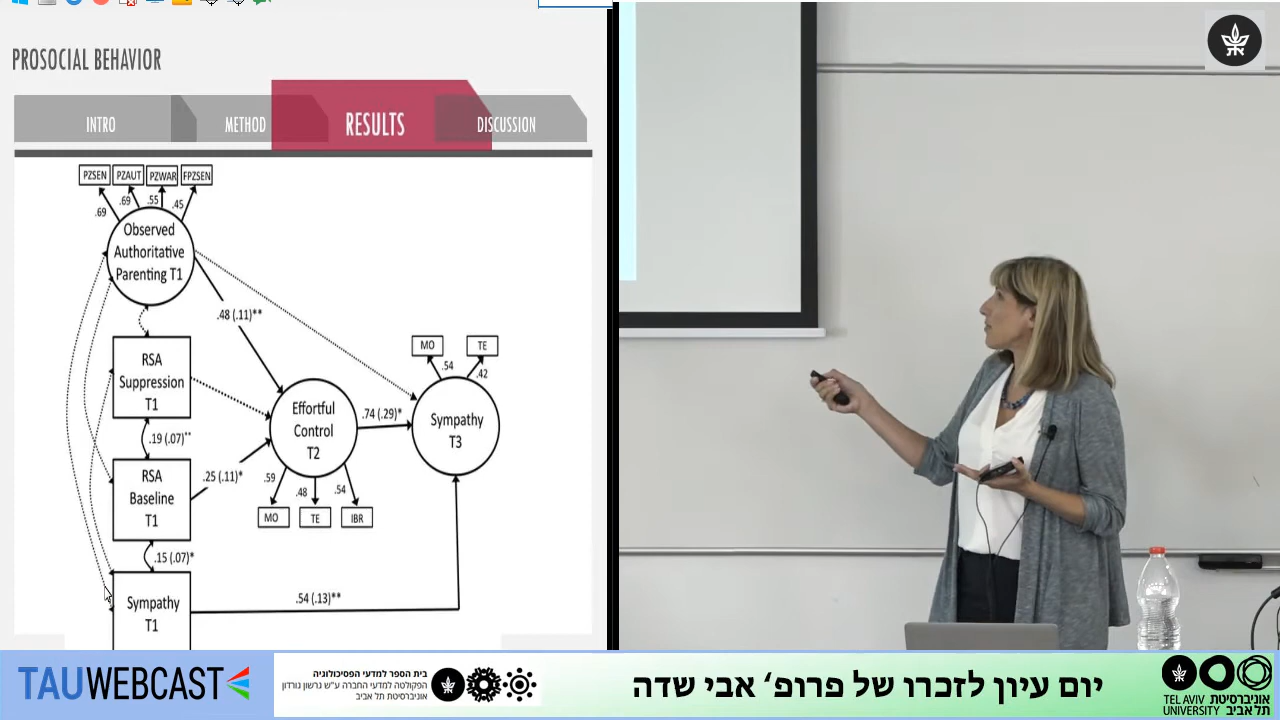 PROSOCIAL BEHAVIOR
INTRO
METHOD
RESULTS
DISCUSSION
PZSEN
PZAUT
PZWAR
FPZSEN
.69
.69
.55
.45
Observed
Authoritative
Parenting T1
.48 (.11)**
RSA
Suppression
T1
MO
TE
.54
.42
Effortful
Control
T2
.74 (.29)*
Sympathy
T3
.19 (.07)**
RSA
Baseline
T1
.25 (.11)*
.59
.48
.54
MO
TE
IBR
.15 (.07)*
Sympathy
T1
.54 (.13)**
TAUWEBCAST
בית הספר למדעי הפסיכולוגיה
הפקולטה למדעי החברה ע"ש גרשון גורדון
אוניברסיטת תל אביב
יום עיון לזכרו של פרופ' אבי שדה
TEL AVIV UNIVERSITY
אוניברסיטת תל אביב